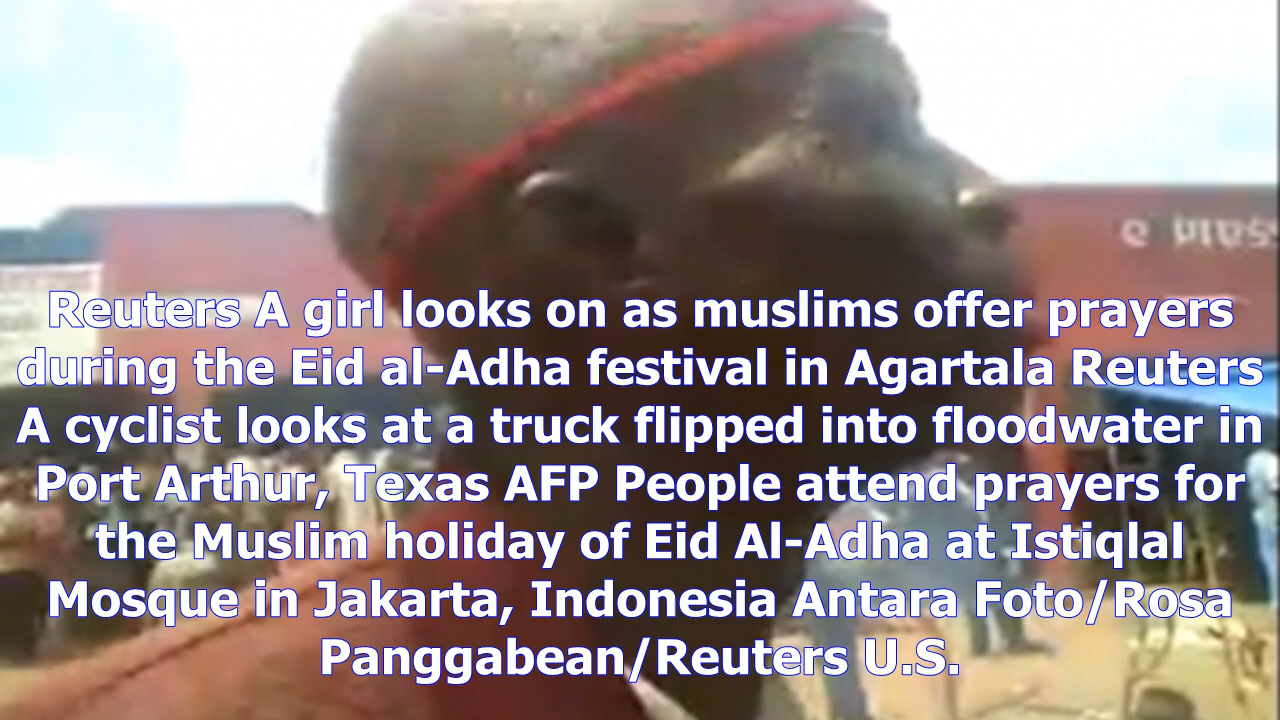 Reuters A girl looks on as muslims offer prayers
during the Eid al-Adha festival in Agartala Reuters
A cyclist looks at a truck flipped into floodwater in
Port Arthur, Texas AFP People attend prayers for
the Muslim holiday of Eid Al-Adha at Istiqlal
Mosque in Jakarta, Indonesia Antara Foto/Rosa
Panggabean/Reuters U.S.